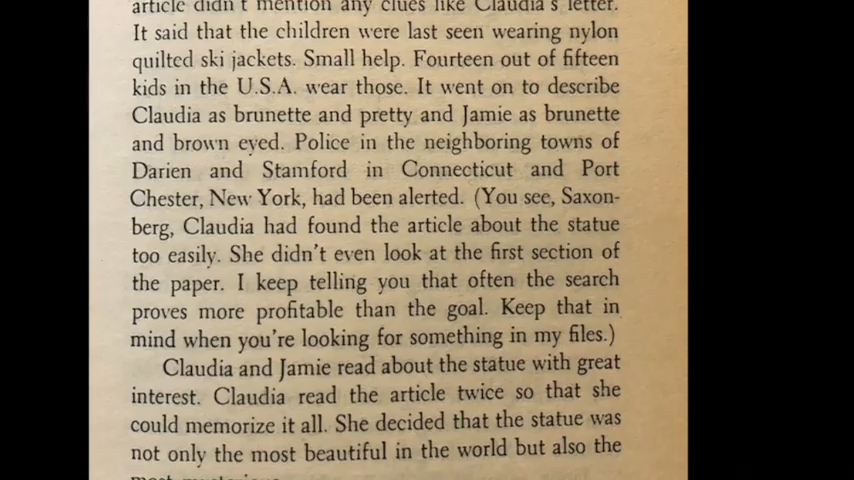 article didn't mention any clues like Claudia's letter.
It said that the children were last seen wearing nylon
quilted ski jackets. Small help. Fourteen out of fifteen
kids in the U.S.A. wear those. It went on to describe
Claudia as brunette and pretty and Jamie as brunette
and brown eyed. Police in the neighboring towns of
Darien and Stamford in Connecticut and Port
Chester, New York, had been alerted. (You see, Saxon-
berg, Claudia had found the article about the statue
too easily. She didn't even look at the first section of
the paper. I keep telling you that often the search
proves more profitable than the goal. Keep that in
mind when you're looking for something in my files.)
Claudia and Jamie read about the statue with great
interest. Claudia read the article twice so that she
could memorize it all. She decided that the statue was
not only the most beautiful in the world but also the
most mysterious.